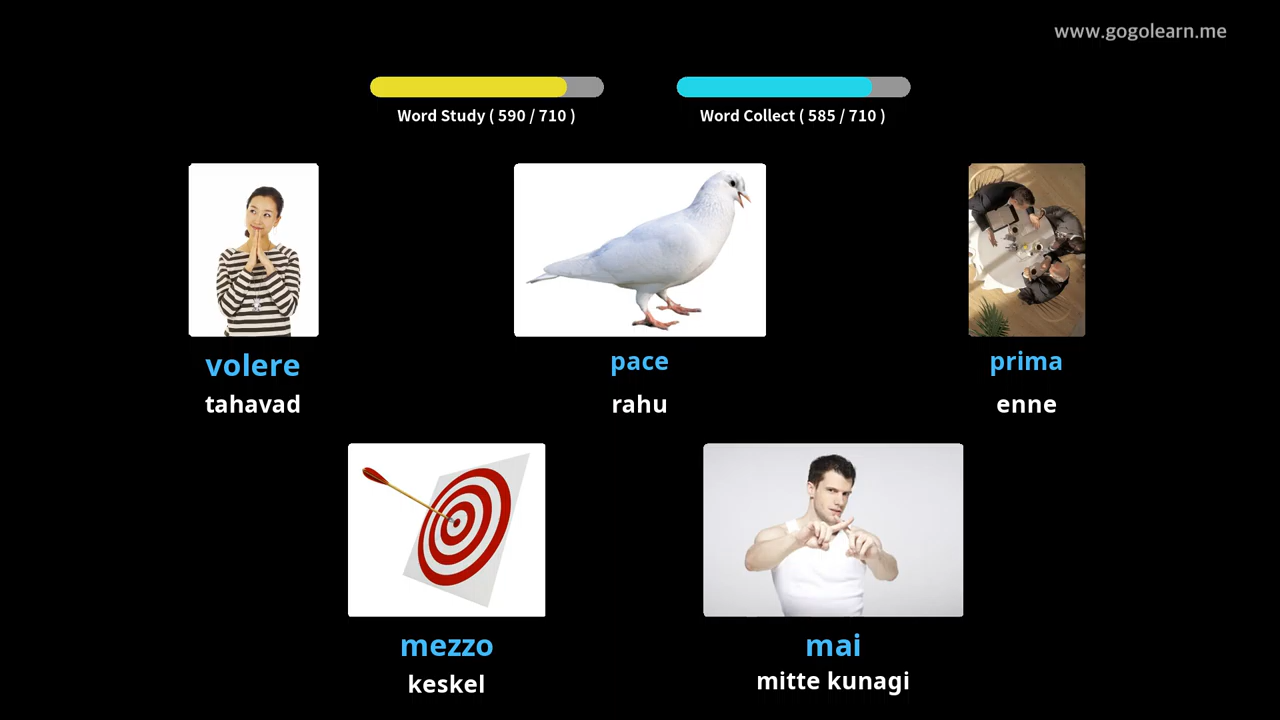 www.gogolearn.me
Word Study ( 590 / 710 )
Word Collect ( 585 / 710 )
volere
tahavad
pace
rahu
prima
enne
mezzo
keskel
mai
mitte kunagi